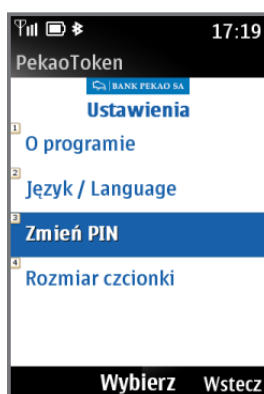 17:19
PekaoToken
BANK PEKAO SA
Ustawienia
1
O programie
2
Język / Language
3
Zmień PIN
4
Rozmiar czcionki
Wybierz Wstecz